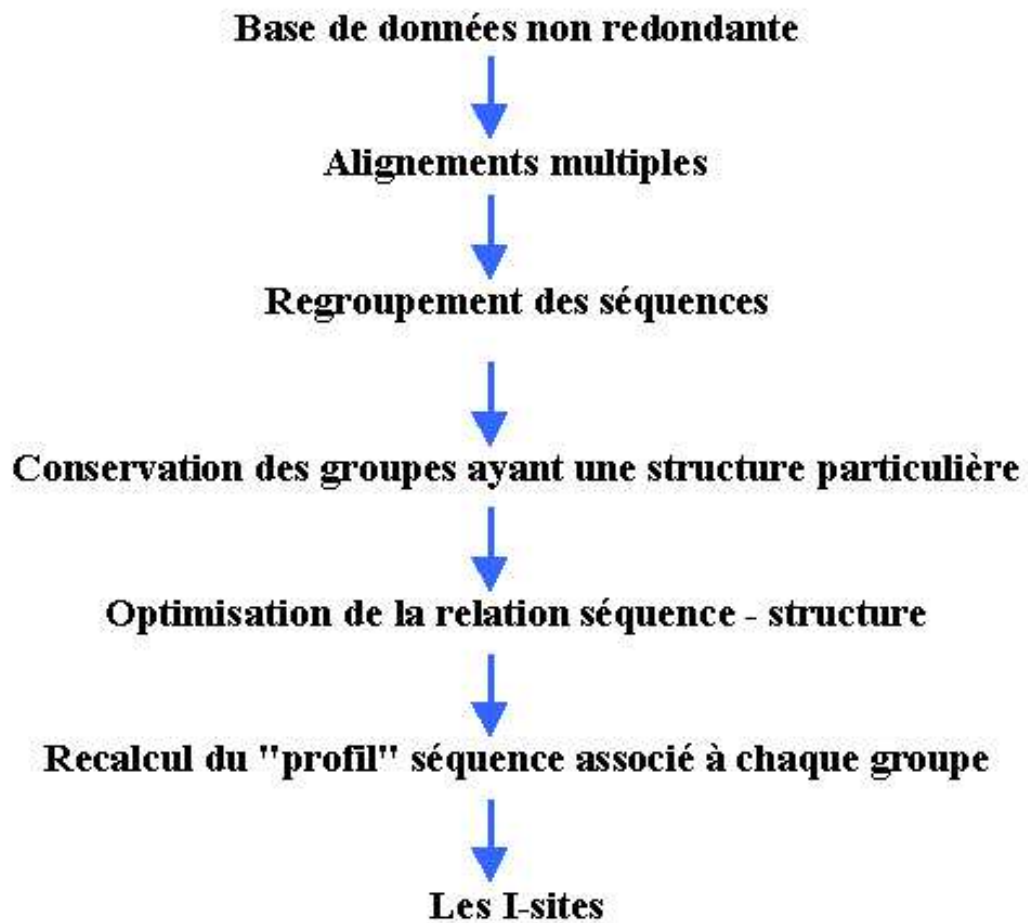 Base de données non redondante
Alignements multiples
Regroupement des séquences
Conservation des groupes ayant une structure particulière
Optimisation de la relation séquence - structure
Recalcul du "profil" séquence associé à chaque groupe
Les I-sites